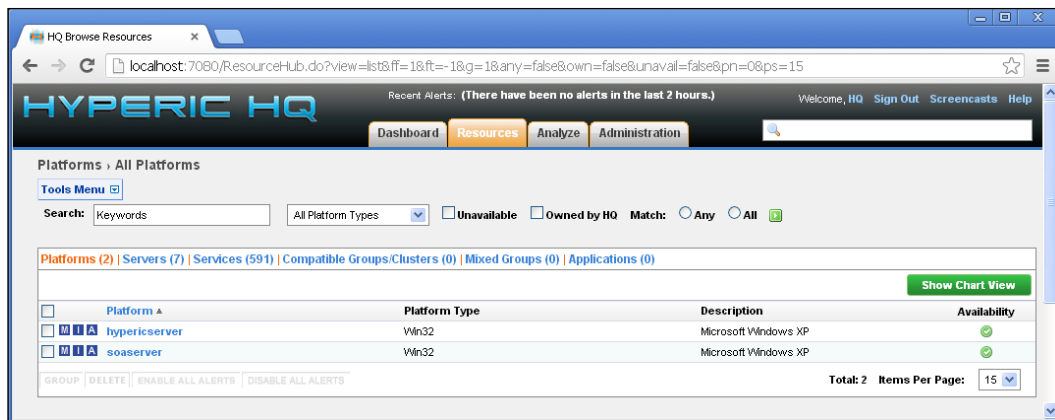 HQ Browse Resources
localhost:7080/ResourceHub.do?view=list&ff=1&ft=-1&g=1&any=false&own=false&unavail=false&pn=0&ps=15
HYPERIC HQ
Recent Alerts: (There have been no alerts in the last 2 hours.)
Welcome, HQ Sign Out Screencasts Help
Dashboard Resources Analyze Administration
Platforms › All Platforms
Tools Menu
Search: Keywords All Platform Types Unavailable Owned by HQ Match: Any All
Platforms (2) | Servers (7) | Services (591) | Compatible Groups/Clusters (0) | Mixed Groups (0) | Applications (0)
Show Chart View
Platform Platform Type Description Availability
M I A hypericserver Win32 Microsoft Windows XP
M I A soaserver Win32 Microsoft Windows XP
GROUP DELETE ENABLE ALL ALERTS DISABLE ALL ALERTS Total: 2 Items Per Page: 15